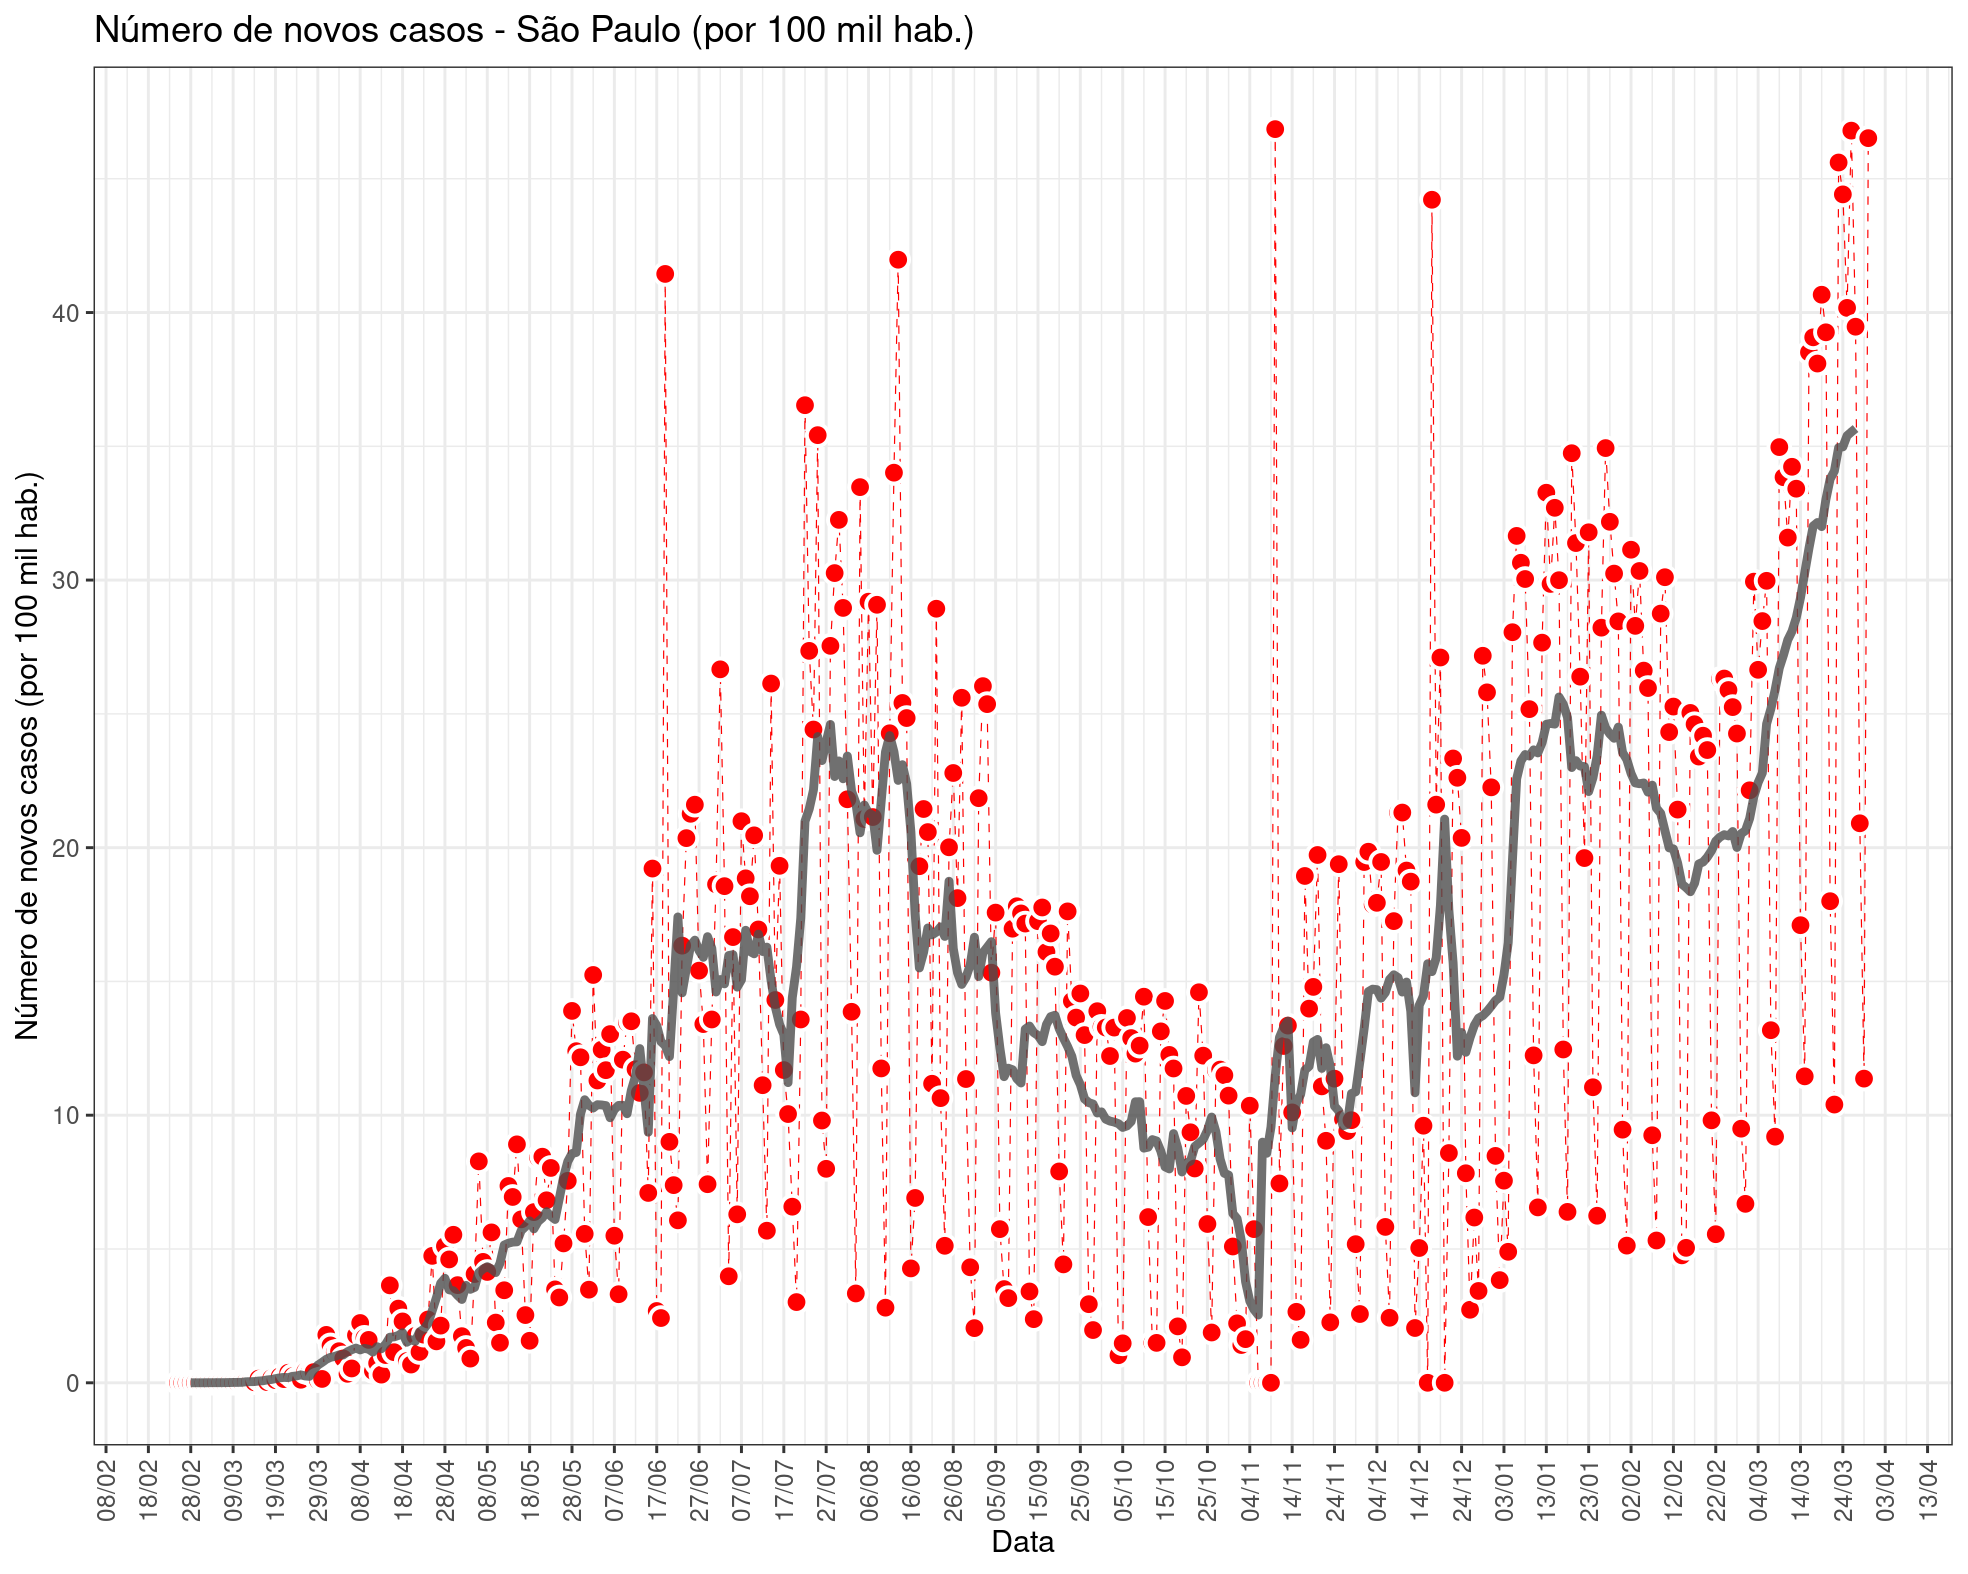 Número de novos casos - São Paulo (por 100 mil hab.)
Número de novos casos (por 100 mil hab.)
40
30
20
10
0
08/02 18/02 28/02 09/03 19/03 29/03 08/04 18/04 28/04 08/05 18/05 28/05 07/06 17/06 27/06 07/07 17/07 27/07 06/08 16/08 26/08 05/09 15/09 25/09 05/10 15/10 25/10 04/11 14/11 24/11 04/12 14/12 24/12 03/01 13/01 23/01 02/02 12/02 22/02 04/03 14/03 24/03 03/04 13/04
Data